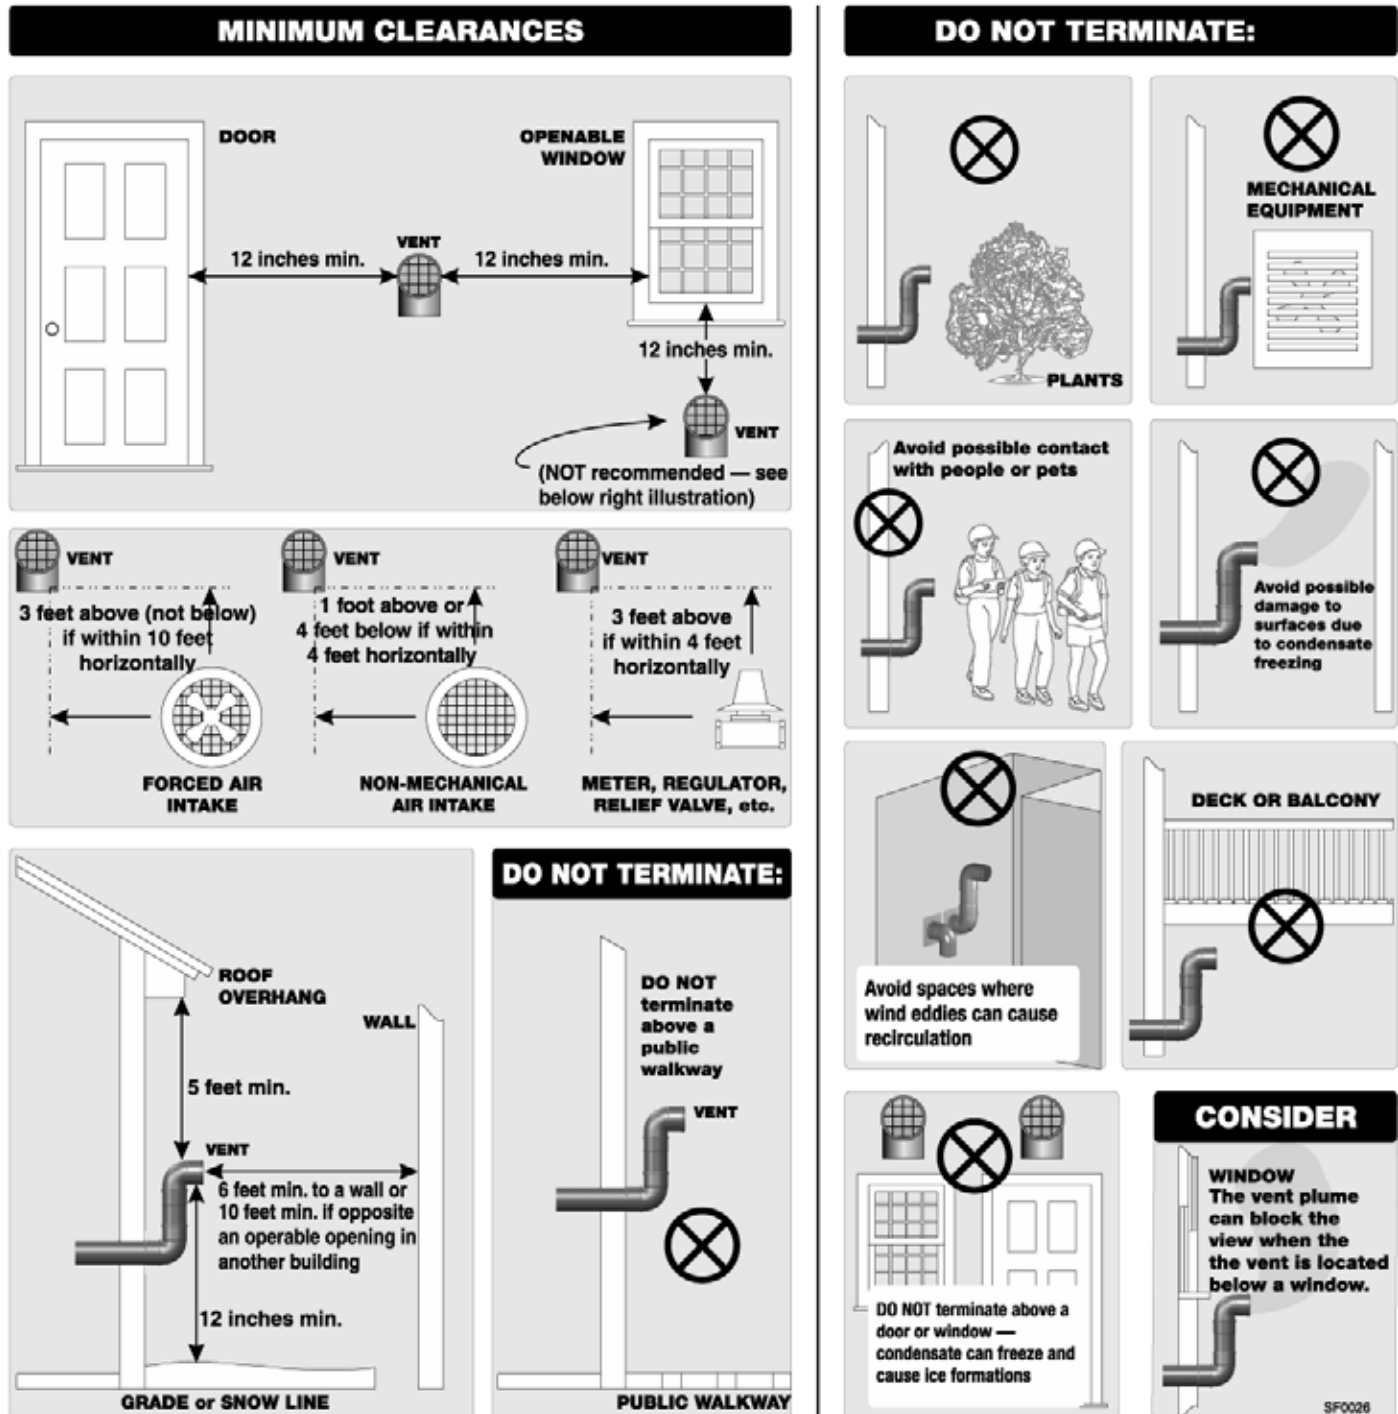 MINIMUM CLEARANCES
DOOR
OPENABLE
WINDOW
VENT
12 inches min.
12 inches min.
12 inches min.
VENT
(NOT recommended — see
below right illustration)
VENT
3 feet above (not below)
if within 10 feet
horizontally
FORCED AIR
INTAKE
VENT
1 foot above or
4 feet below if within
4 feet horizontally
NON-MECHANICAL
AIR INTAKE
VENT
3 feet above
if within 4 feet
horizontally
METER, REGULATOR,
RELIEF VALVE, etc.
ROOF
OVERHANG
WALL
5 feet min.
VENT
6 feet min. to a wall or
10 feet min. if opposite
an operable opening in
another building
12 inches min.
GRADE or SNOW LINE
DO NOT TERMINATE:
DO NOT
terminate
above a
public
walkway
VENT
PUBLIC WALKWAY
DO NOT TERMINATE:
PLANTS
MECHANICAL
EQUIPMENT
Avoid possible contact
with people or pets
Avoid possible
damage to
surfaces due
to condensate
freezing
Avoid spaces where
wind eddies can cause
recirculation
DECK OR BALCONY
DO NOT terminate above a
door or window —
condensate can freeze and
cause ice formations
CONSIDER
WINDOW
The vent plume
can block the
view when the
the vent is located
below a window.
SF0026